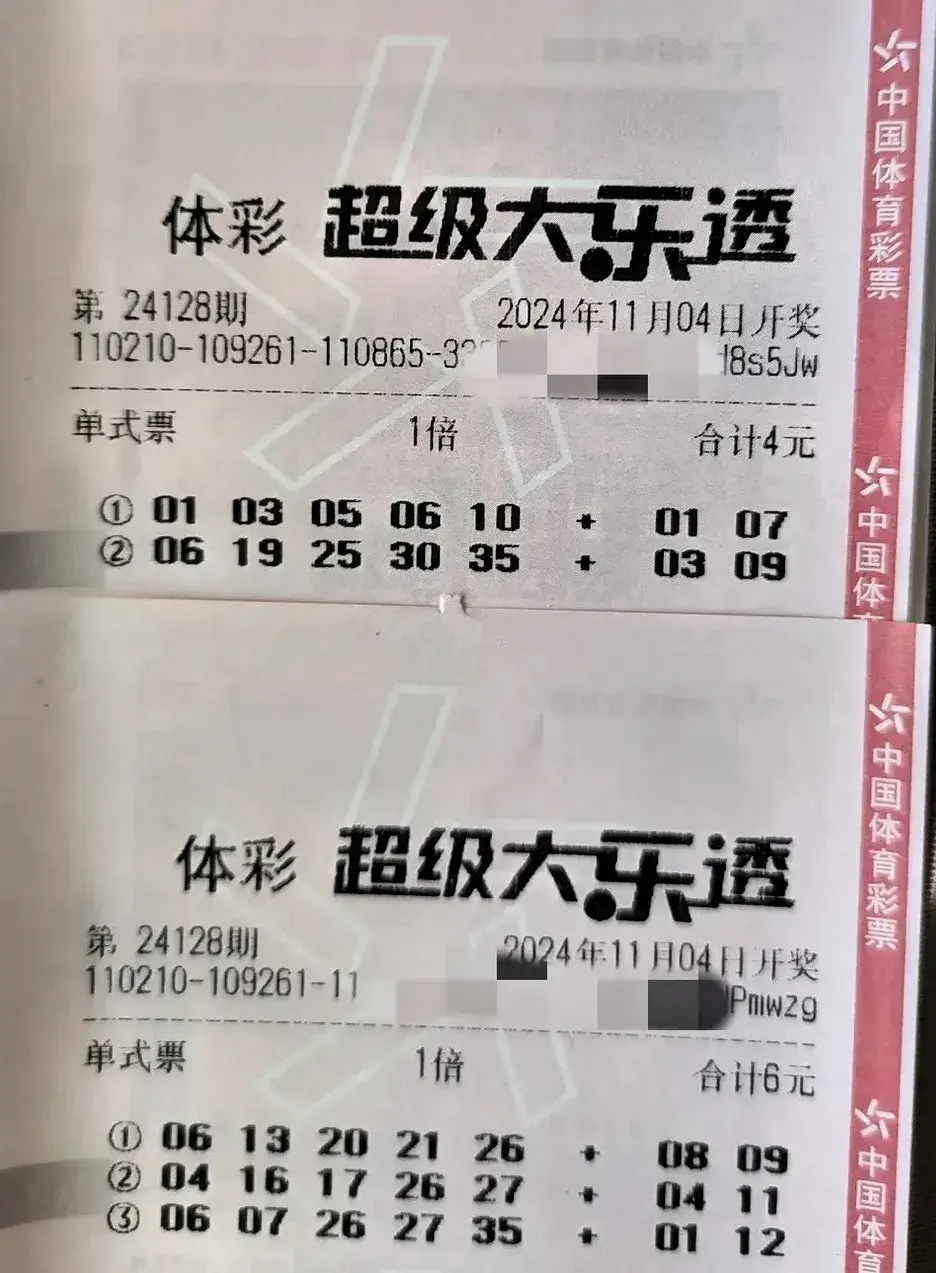 体彩 超级大乐透
第 24128期 2024年11月04日开奖
110210-109261-110865-3 8s5Jw
单式票 1倍 合计4元
① 01 03 05 06 10 + 01 07
② 06 19 25 30 35 + 03 09
中国体育彩票
中国体
体彩 超级大乐透
第 24128期 2024年11月04日开奖
110210-109261-11 Pmwzg
单式票 1倍 合计6元
① 06 13 20 21 26 + 08 09
② 04 16 17 26 27 + 04 11
③ 06 07 26 27 35 + 01 12
中国体育彩票
中国体育